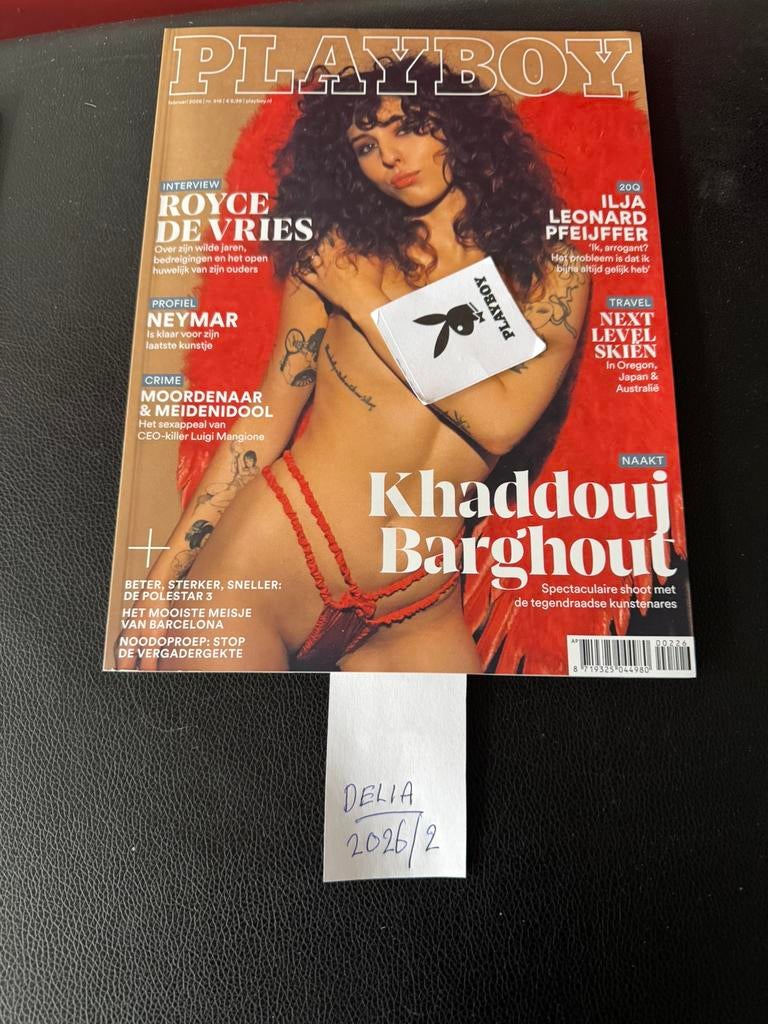 PLAYBOY
februari 2026 | nr. 516 | € 9,99 | playboy.nl
INTERVIEW
ROYCE
DE VRIES
Over zijn wilde jaren,
bedreigingen en het open
huwelijk van zijn ouders
PROFIEL
NEYMAR
Is klaar voor zijn
laatste kunstje
CRIME
MOORDENAAR
& MEIDENIDOOL
Het sexappeal van
CEO-killer Luigi Mangione
BETER, STERKER, SNELLER:
DE POLESTAR 3
HET MOOISTE MEISJE
VAN BARCELONA
NOODOPROEP: STOP
DE VERGADERGEKTE
20Q
ILJA
LEONARD
PFEIJFFER
'Ik, arrogant?
Het probleem is dat ik
bijna altijd gelijk heb'
PLAYBOY
TRAVEL
NEXT
LEVEL
SKIËN
In Oregon,
Japan &
Australië
NAAKT
Khaddouj
Barghout
Spectaculaire shoot met
de tegendraadse kunstenares
00226
8 719325 044980
DELIA
2026/2